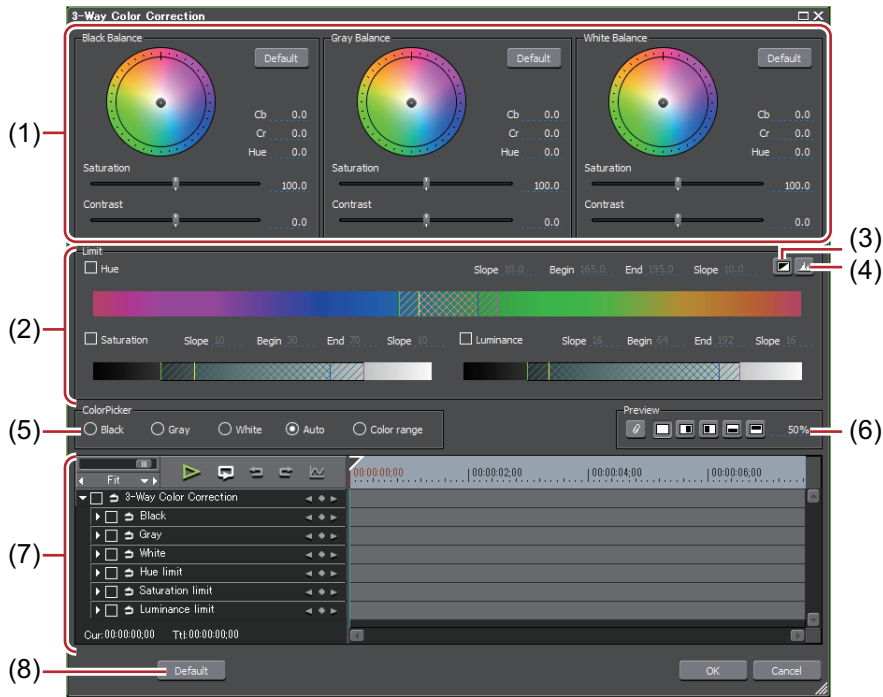 3-Way Color Correction
Black Balance
Default
Cb 0.0
Cr 0.0
Hue 0.0
Saturation
100.0
Contrast
0.0
Gray Balance
Default
Cb 0.0
Cr 0.0
Hue 0.0
Saturation
100.0
Contrast
0.0
White Balance
Default
Cb 0.0
Cr 0.0
Hue 0.0
Saturation
100.0
Contrast
0.0
(1)
(2)
(3)
(4)
Limit
Hue Slope 10.0 Begin 165.0 End 195.0 Slope 10.0
Saturation Slope 10 Begin 30 End 70 Slope 10
Luminance Slope 16 Begin 64 End 192 Slope 16
(5)
ColorPicker
Black Gray White Auto Color range
Preview
50%
(6)
(7)
Fit
00:00:00;00 00:00:02;00 00:00:04;00 00:00:06;00
3-Way Color Correction
Black
Gray
White
Hue limit
Saturation limit
Luminance limit
Cur:00:00:00;00 Ttl:00:00:00;00
(8)
Default
OK
Cancel